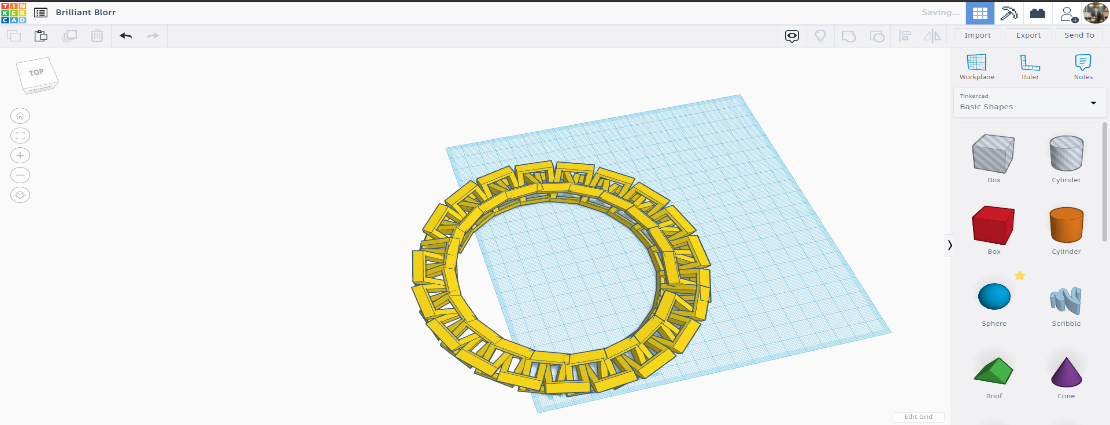 TIN
KER
CAD
Brilliant Blorr
Saving...
Import
Export
Send To
TOP
Workplane
Ruler
Notes
Tinkercad
Basic Shapes
Box
Cylinder
Box
Cylinder
Sphere
Scribble
Roof
Cone
Edit Grid